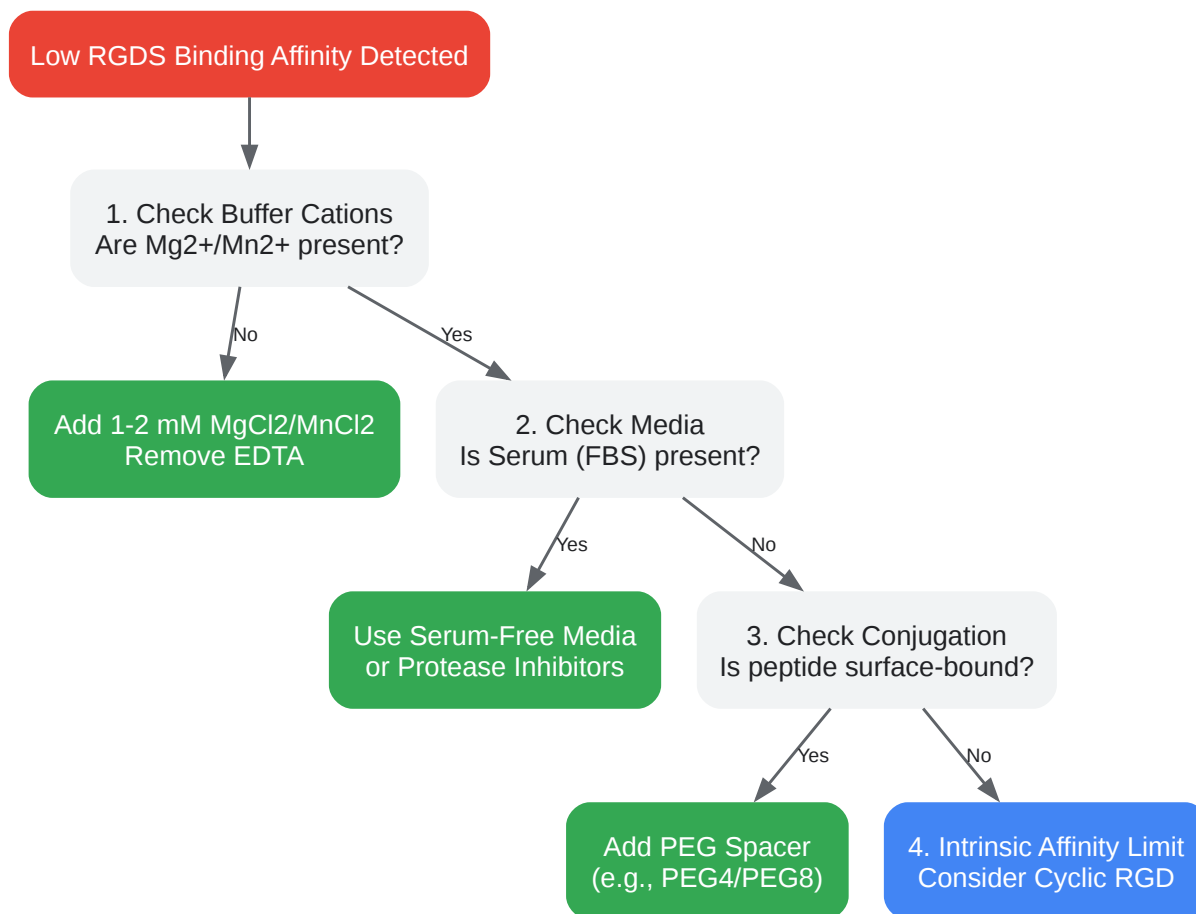 Low RGDS Binding Affinity Detected
1. Check Buffer Cations
Are Mg2+/Mn2+ present?
No
Yes
Add 1-2 mM MgCl2/MnCl2
Remove EDTA
2. Check Media
Is Serum (FBS) present?
Yes
No
Use Serum-Free Media
or Protease Inhibitors
3. Check Conjugation
Is peptide surface-bound?
Yes
No
Add PEG Spacer
(e.g., PEG4/PEG8)
4. Intrinsic Affinity Limit
Consider Cyclic RGD